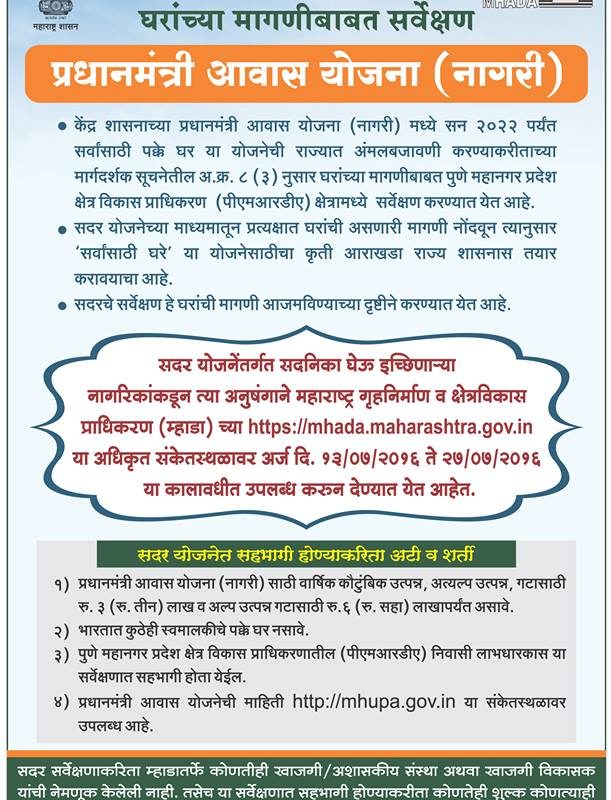 महाराष्ट्र शासन
MHADA
घरांच्या मागणीबाबत सर्वेक्षण
प्रधानमंत्री आवास योजना (नागरी)
• केंद्र शासनाच्या प्रधानमंत्री आवास योजना (नागरी) मध्ये सन २०२२ पर्यंत
सर्वांसाठी पक्के घर या योजनेची राज्यात अंमलबजावणी करण्याकरीताच्या
मार्गदर्शक सूचनेतील अ.क्र. ८ (३) नुसार घरांच्या मागणीबाबत पुणे महानगर प्रदेश
क्षेत्र विकास प्राधिकरण (पीएमआरडीए) क्षेत्रामध्ये सर्वेक्षण करण्यात येत आहे.
• सदर योजनेच्या माध्यमातून प्रत्यक्षात घरांची असणारी मागणी नोंदवून त्यानुसार
‘सर्वांसाठी घरे’ या योजनेसाठीचा कृती आराखडा राज्य शासनास तयार
करावयाचा आहे.
• सदरचे सर्वेक्षण हे घरांची मागणी आजमविण्याच्या दृष्टीने करण्यात येत आहे.
सदर योजनेंतर्गत सदनिका घेऊ इच्छिणाऱ्या
नागरिकांकडून त्या अनुषंगाने महाराष्ट्र गृहनिर्माण व क्षेत्रविकास
प्राधिकरण (म्हाडा) च्या https://mhada.maharashtra.gov.in
या अधिकृत संकेतस्थळावर अर्ज दि. १३/०७/२०१६ ते २७/०७/२०१६
या कालावधीत उपलब्ध करुन देण्यात येत आहेत.
सदर योजनेत सहभागी होण्याकरिता अटी व शर्ती
१) प्रधानमंत्री आवास योजना (नागरी) साठी वार्षिक कौटुंबिक उत्पन्न, अत्यल्प उत्पन्न, गटासाठी
रु. ३ (रु. तीन) लाख व अल्प उत्पन्न गटासाठी रु.६ (रु. सहा) लाखापर्यंत असावे.
२) भारतात कुठेही स्वमालकीचे पक्के घर नसावे.
३) पुणे महानगर प्रदेश क्षेत्र विकास प्राधिकरणातील (पीएमआरडीए) निवासी लाभधारकास या
सर्वेक्षणात सहभागी होता येईल.
४) प्रधानमंत्री आवास योजनेची माहिती http://mhupa.gov.in या संकेतस्थळावर
उपलब्ध आहे.
सदर सर्वेक्षणाकरिता म्हाडातर्फे कोणतीही खाजगी/अशासकीय संस्था अथवा खाजगी विकासक
यांची नेमणूक केलेली नाही. तसेच या सर्वेक्षणात सहभागी होण्याकरीता कोणतेही शुल्क कोणत्याही